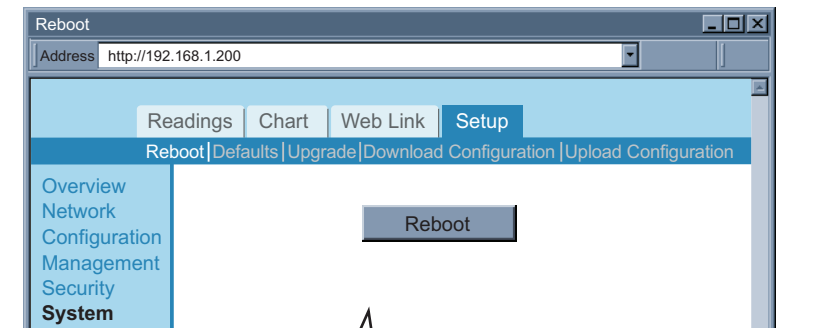 Reboot
Address http://192.168.1.200
Readings Chart Web Link Setup
Reboot|Defaults|Upgrade|Download Configuration |Upload Configuration
Overview
Network
Configuration
Management
Security
System
Reboot